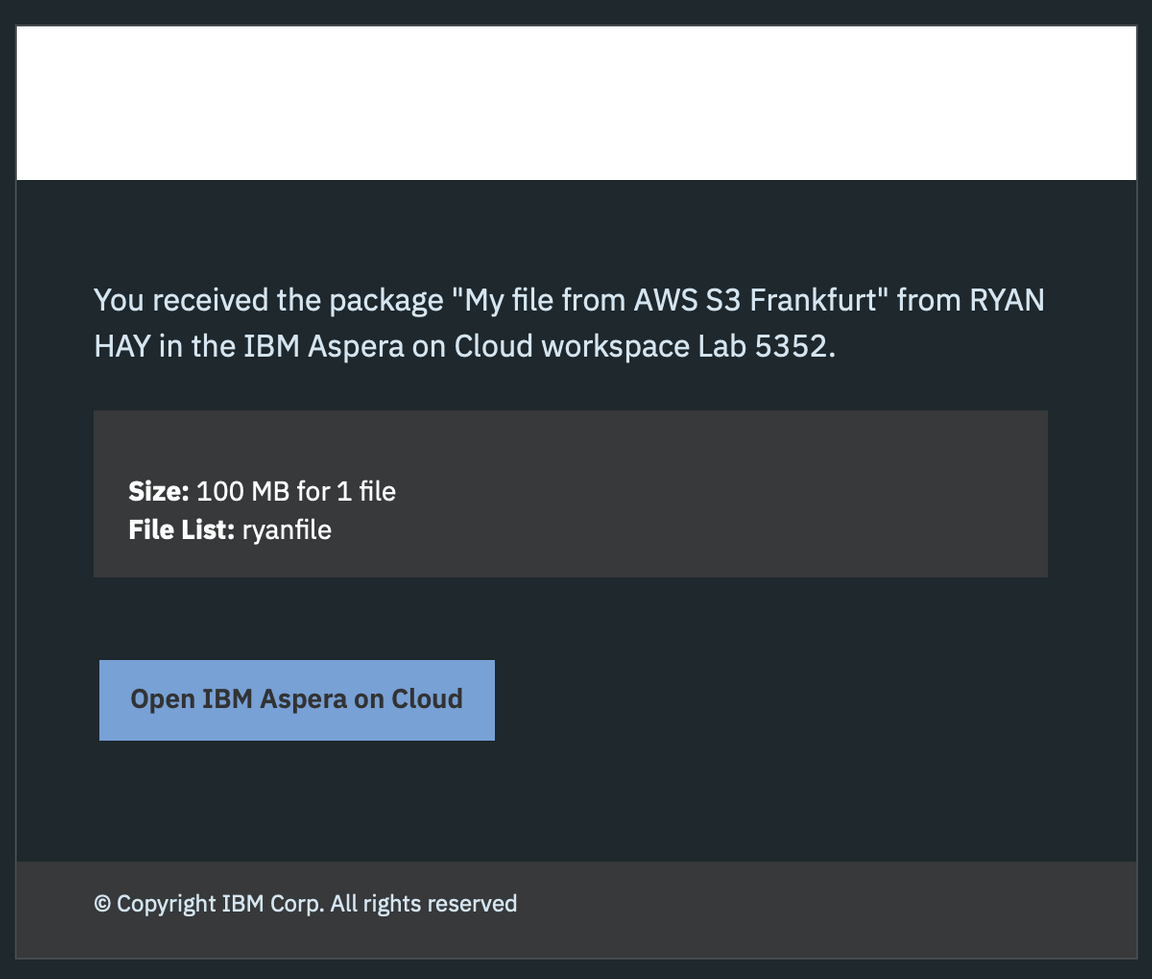 You received the package "My file from AWS S3 Frankfurt" from RYAN
HAY in the IBM Aspera on Cloud workspace Lab 5352.
Size: 100 MB for 1 file
File List: ryanfile
Open IBM Aspera on Cloud
© Copyright IBM Corp. All rights reserved